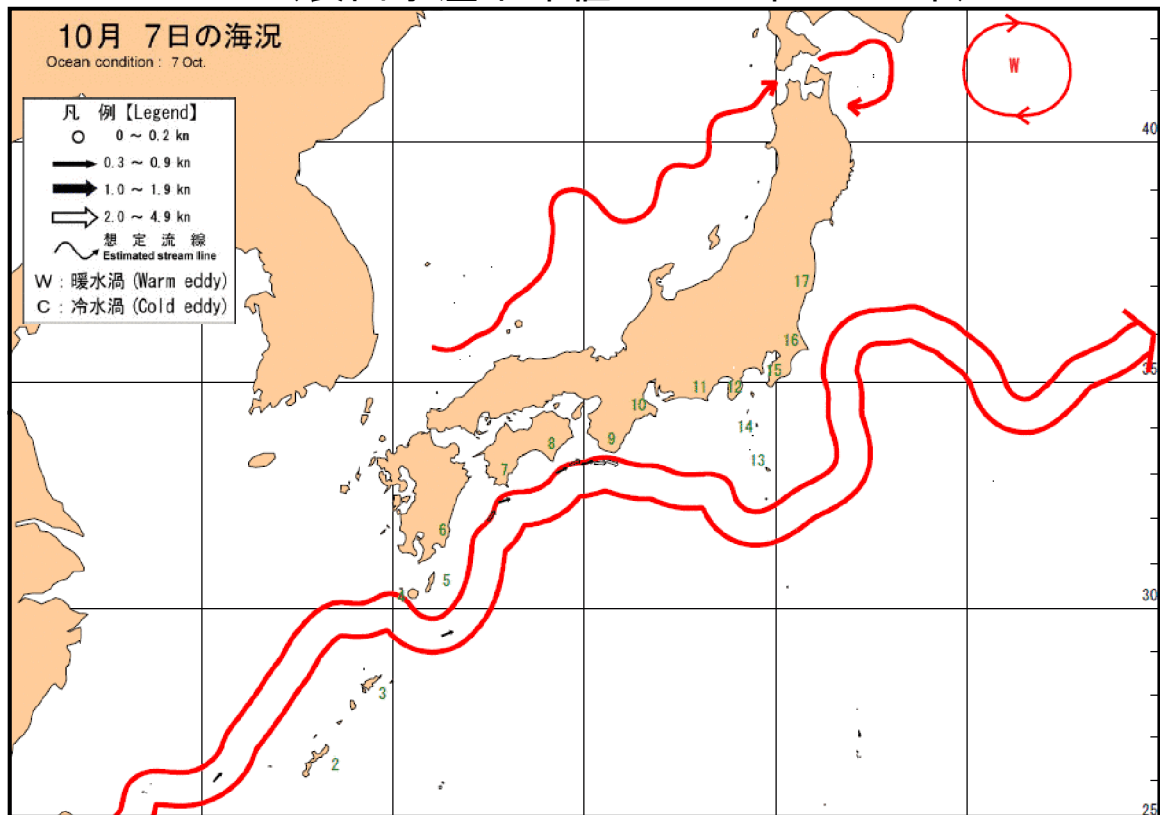 10月 7日の海況
Ocean condition : 7 Oct.
凡 例【Legend】
0 ~ 0.2 kn
0.3 ~ 0.9 kn
1.0 ~ 1.9 kn
2.0 ~ 4.9 kn
想 定 流 線
Estimated stream line
W : 暖水渦 (Warm eddy)
C : 冷水渦 (Cold eddy)
W
40
17
16
35
15
12
11
10
14
9
8
13
7
6
5
30
3
2
25